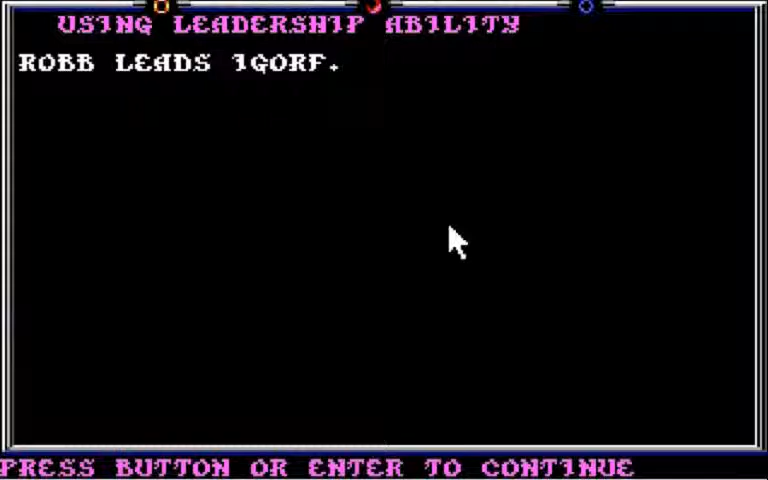 USING LEADERSHIP ABILITY
ROBB LEADS IGORF.
PRESS BUTTON OR ENTER TO CONTINUE